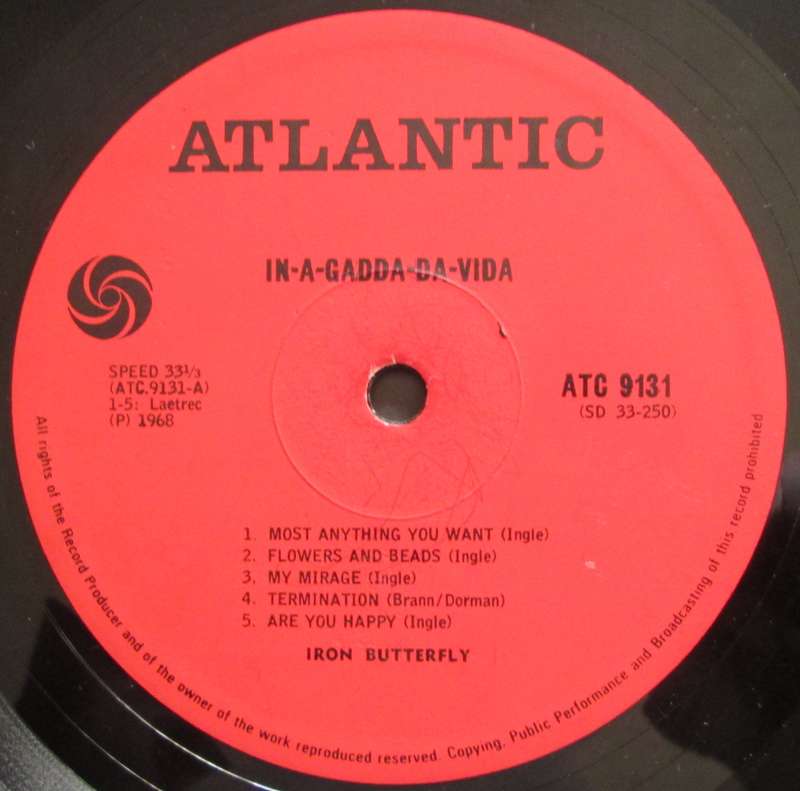 ATLANTIC
IN-A-GADDA-DA-VIDA
SPEED 33⅓
(ATC.9131-A)
1-5: Laetrec
(P) 1968
ATC 9131
(SD 33-250)
1. MOST ANYTHING YOU WANT (Ingle)
2. FLOWERS AND BEADS (Ingle)
3. MY MIRAGE (Ingle)
4. TERMINATION (Brann/Dorman)
5. ARE YOU HAPPY (Ingle)
IRON BUTTERFLY
All rights of the Record Producer and of the owner of the work reproduced reserved. Copying, Public Performance and Broadcasting of this record prohibited